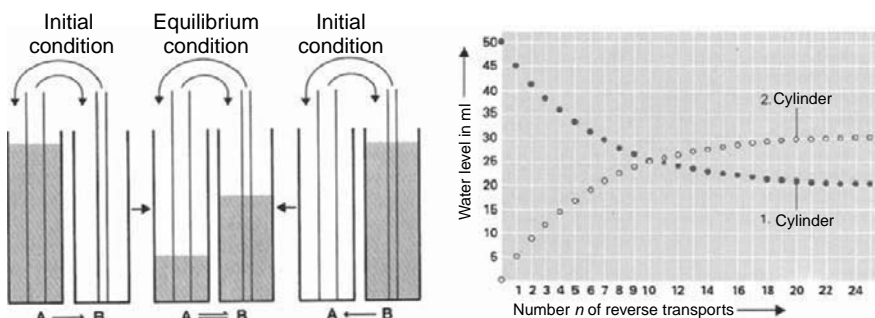 Initial
condition
Equilibrium
condition
Initial
condition
A → B
A ⇌ B
A ← B
Water level in ml
50
45
40
35
30
25
20
15
10
5
2. Cylinder
1. Cylinder
1 2 3 4 5 6 7 8 9 10 12 14 16 18 20 22 24
Number n of reverse transports